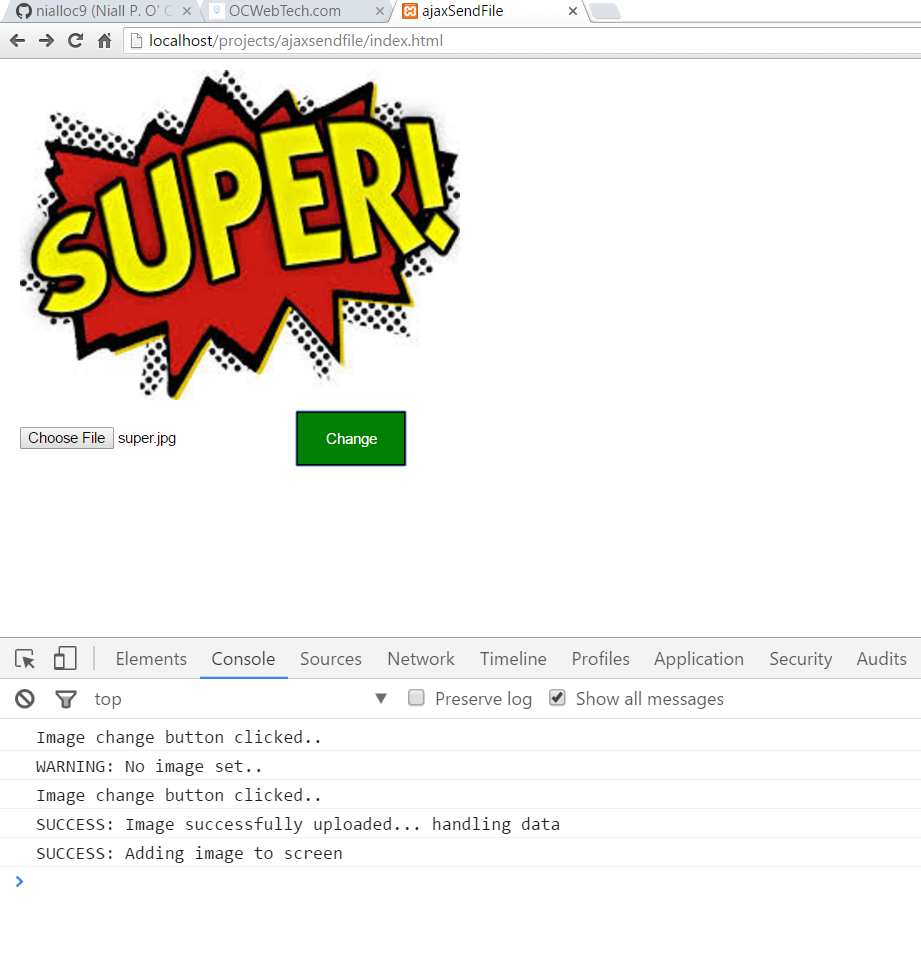 nialloc9 (Niall P. O' C
OCWebTech.com
ajaxSendFile
localhost/projects/ajaxsendfile/index.html
SUPER!
Choose File super.jpg
Change
Elements Console Sources Network Timeline Profiles Application Security Audits
top Preserve log Show all messages
Image change button clicked..
WARNING: No image set..
Image change button clicked..
SUCCESS: Image successfully uploaded... handling data
SUCCESS: Adding image to screen